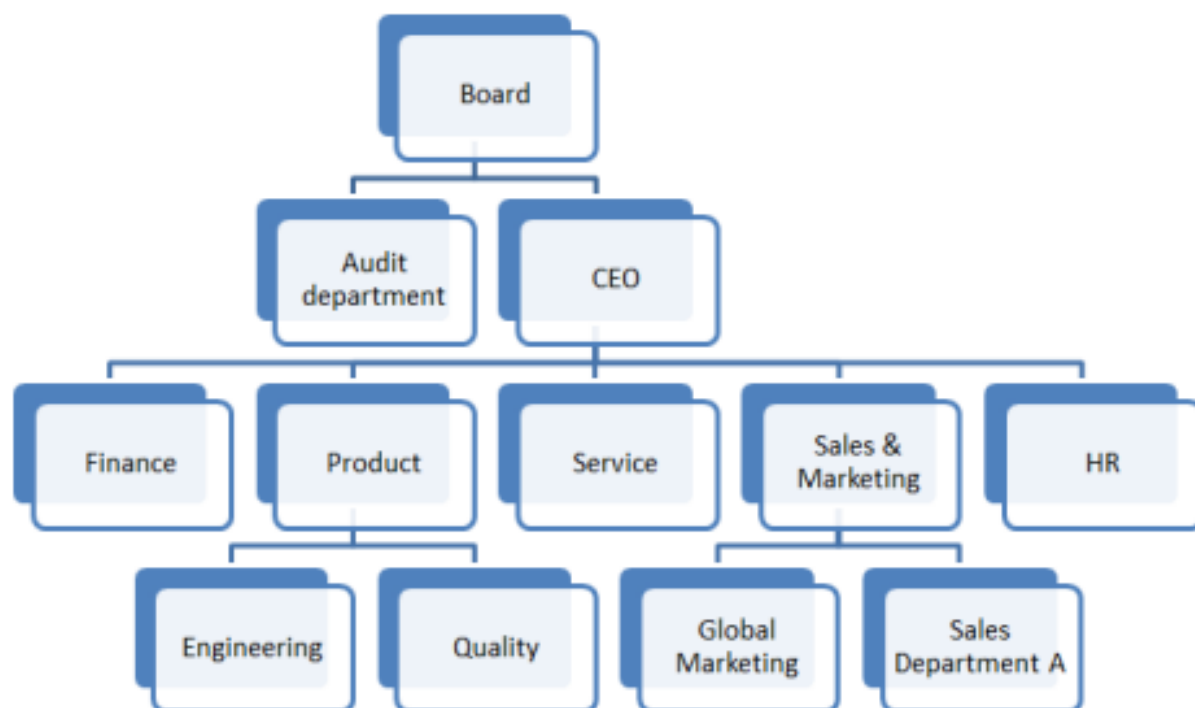 Board
Audit
department
CEO
Finance
Product
Service
Sales &
Marketing
HR
Engineering
Quality
Global
Marketing
Sales
Department A